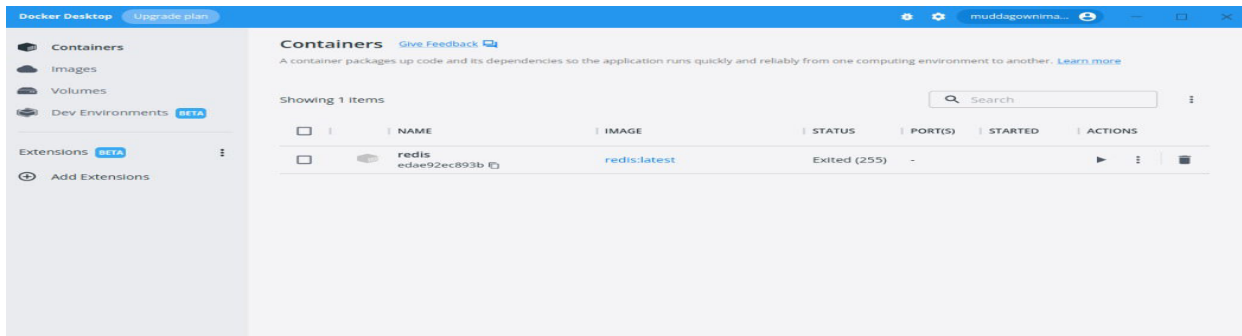 Docker Desktop Upgrade plan muddagownima...
Containers
Images
Volumes
Dev Environments BETA
Extensions BETA
Add Extensions
Containers Give Feedback
A container packages up code and its dependencies so the application runs quickly and reliably from one computing environment to another. Learn more
Showing 1 items Search
NAME IMAGE STATUS PORT(S) STARTED ACTIONS
redis redis:latest Exited (255) -
edae92ec893b